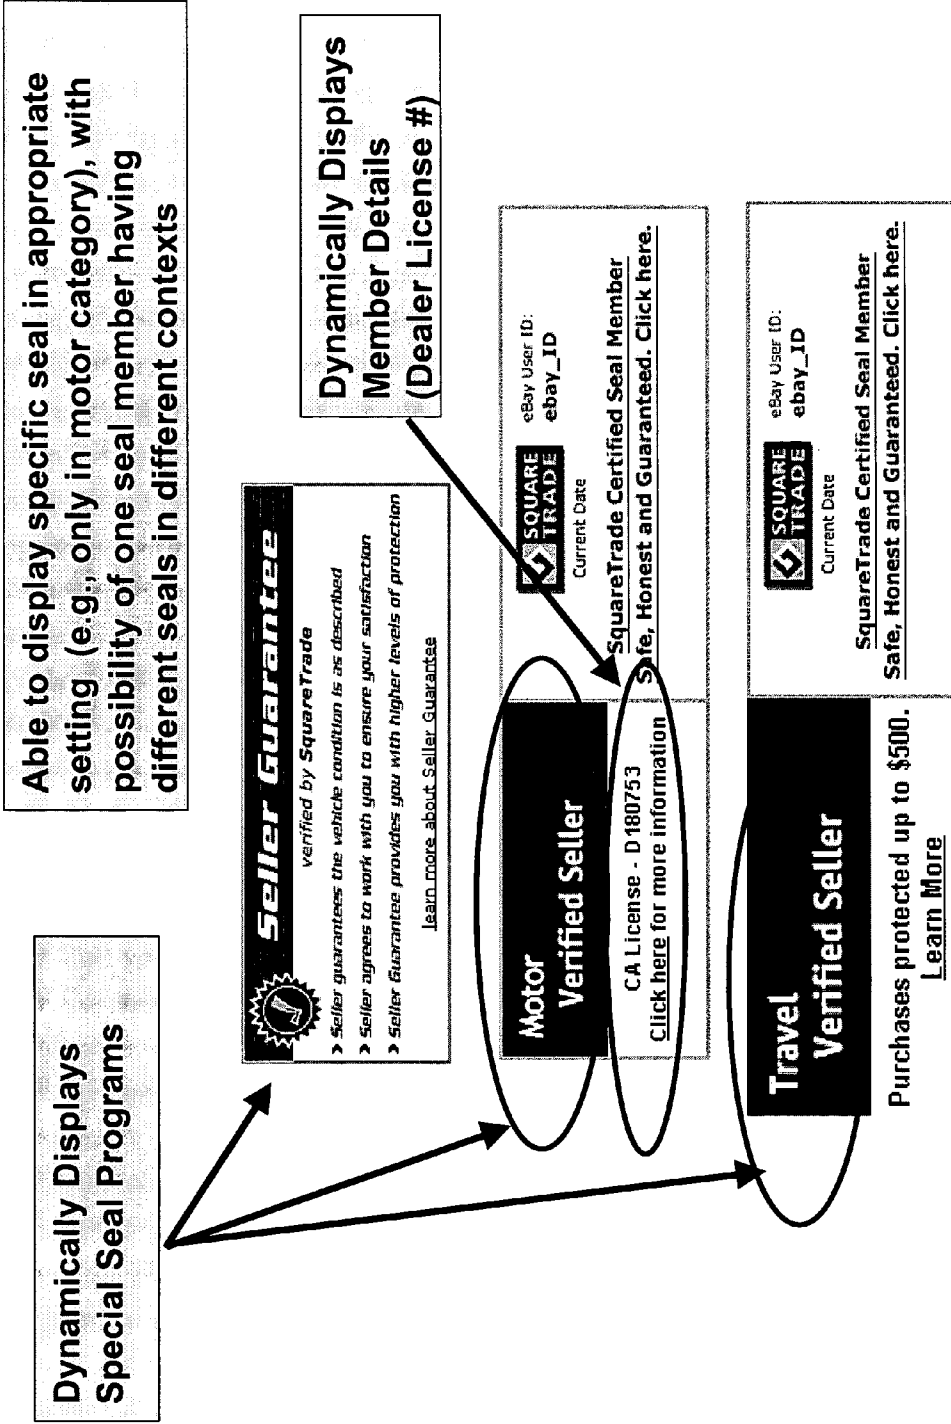 Dynamically Displays
Special Seal Programs
Able to display specific seal in appropriate
setting (e.g., only in motor category), with
possibility of one seal member having
different seals in different contexts
Seller Guarantee
verified by SquareTrade
› Seller guarantees the vehicle condition is as described
› Seller agrees to work with you to ensure your satisfaction
› Seller Guarantee provides you with higher levels of protection
learn more about Seller Guarantee
Dynamically Displays
Member Details
(Dealer License #)
Motor
Verified Seller
CA License - D180753
Click here for more information
SQUARE
TRADE
Current Date
eBay User ID:
ebay_ID
SquareTrade Certified Seal Member
Safe, Honest and Guaranteed. Click here.
Travel
Verified Seller
Purchases protected up to $500.
Learn More
SQUARE
TRADE
Current Date
eBay User ID:
ebay_ID
SquareTrade Certified Seal Member
Safe, Honest and Guaranteed. Click here.